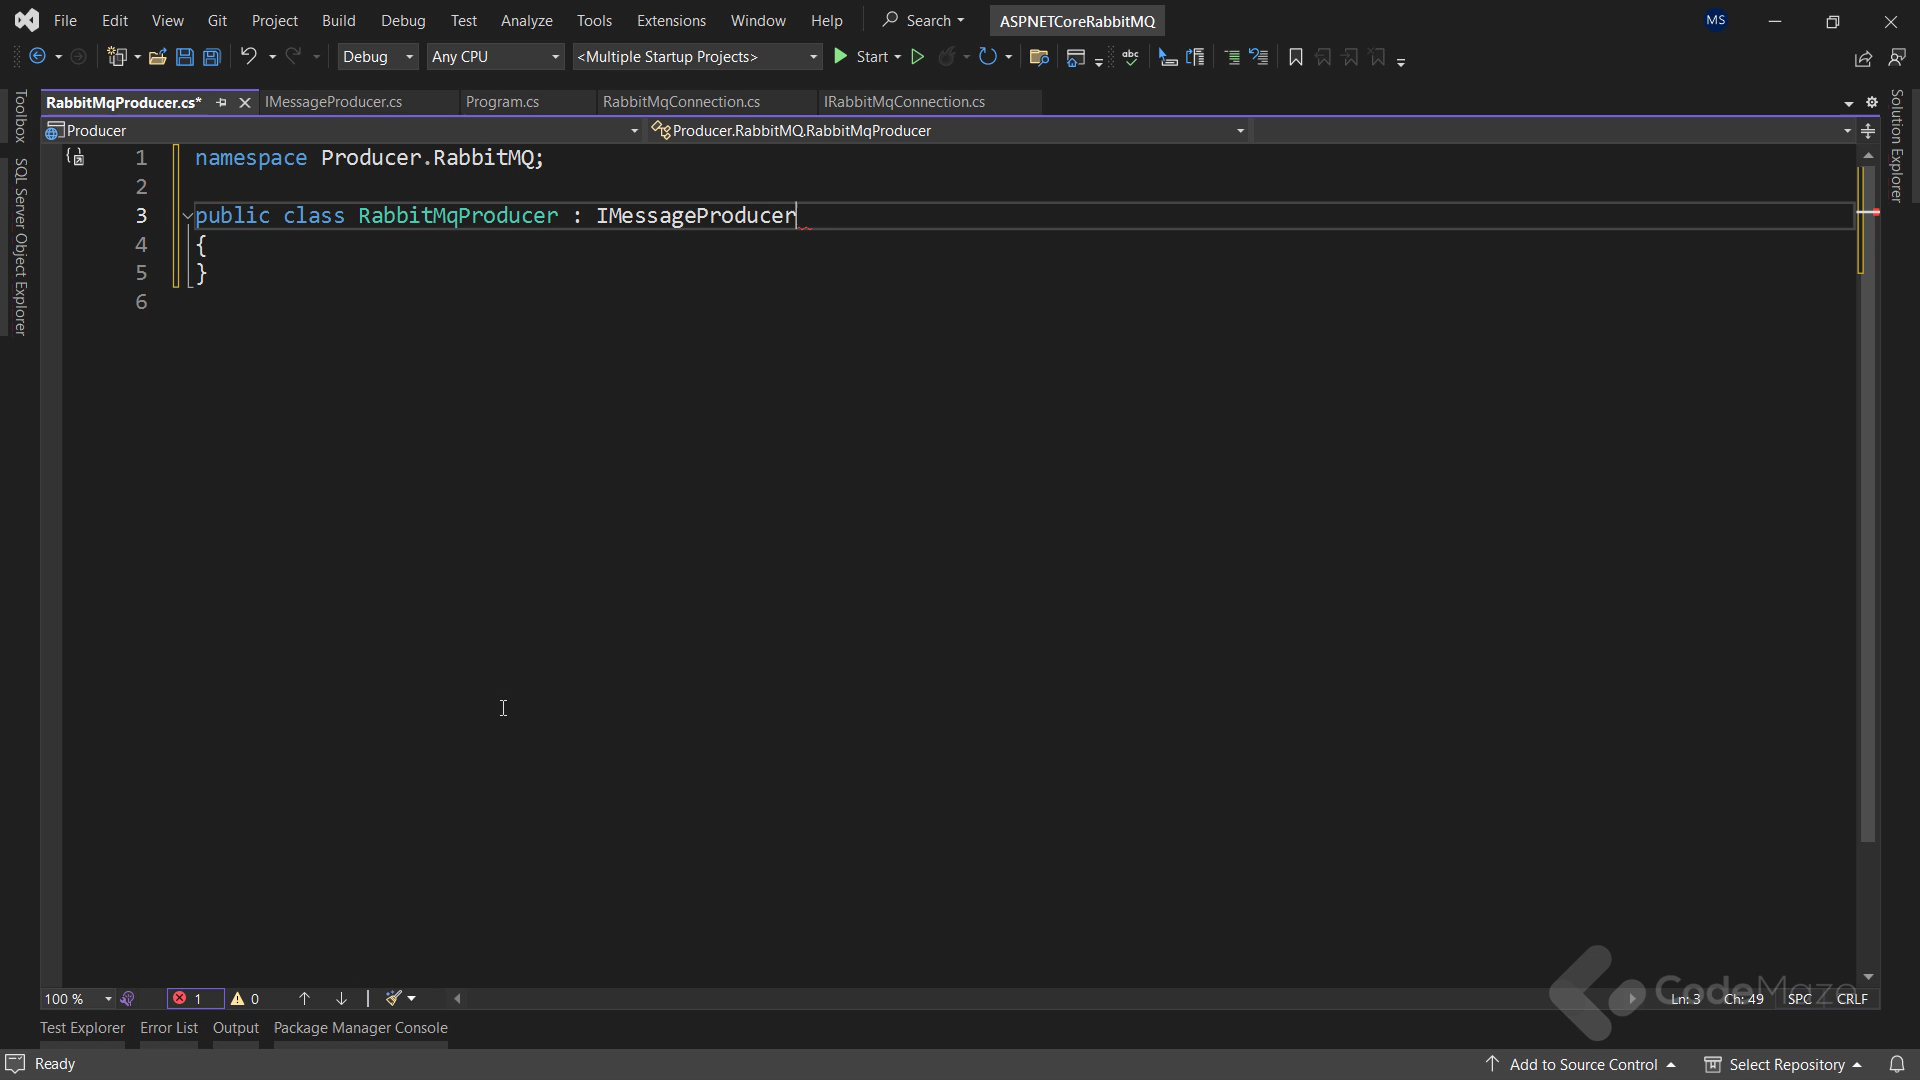 File Edit View Git Project Build Debug Test Analyze Tools Extensions Window Help Search ASPNETCoreRabbitMQ MS
Debug Any CPU <Multiple Startup Projects> Start
RabbitMqProducer.cs* IMessageProducer.cs Program.cs RabbitMqConnection.cs IRabbitMqConnection.cs
Toolbox
SQL Server Object Explorer
Solution Explorer
Producer Producer.RabbitMQ.RabbitMqProducer
1 namespace Producer.RabbitMQ;
2
3 public class RabbitMqProducer : IMessageProducer
4 {
5 }
6
CodeMaze
100 % 1 0 Ln: 3 Ch: 49 SPC CRLF
Test Explorer Error List Output Package Manager Console
Ready Add to Source Control Select Repository